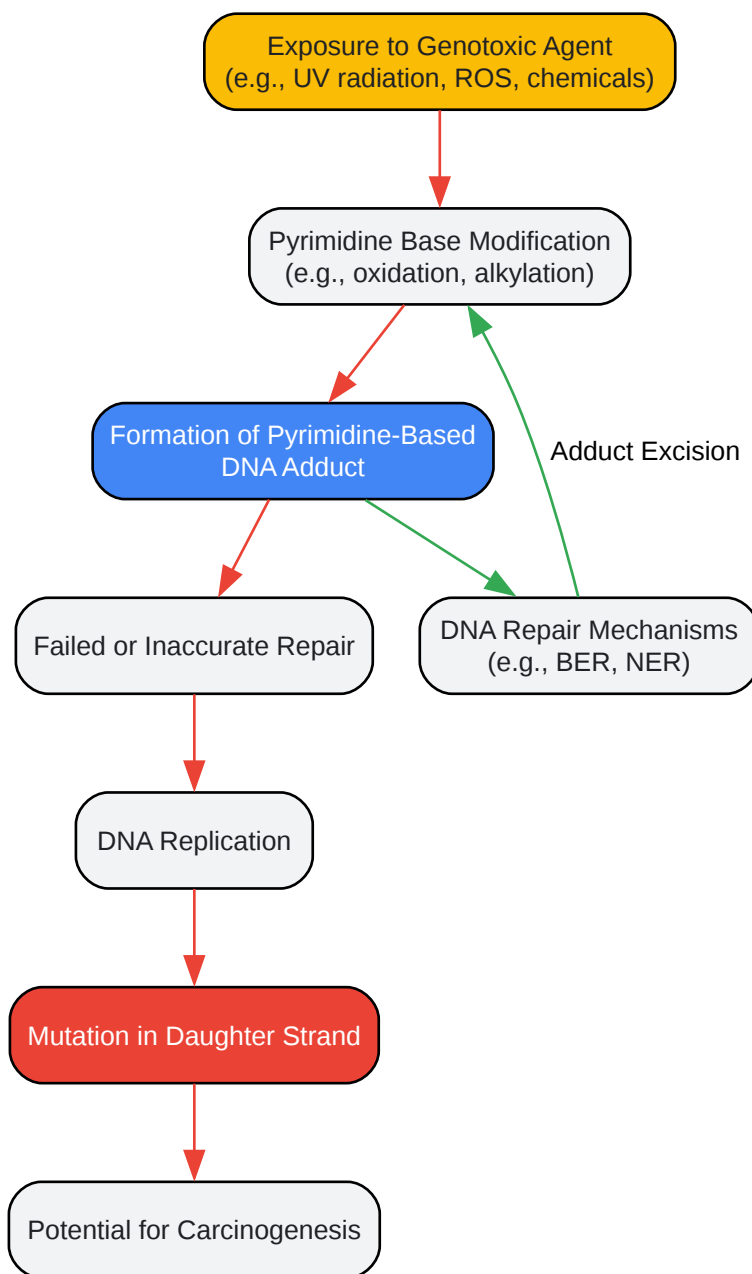 Exposure to Genotoxic Agent
(e.g., UV radiation, ROS, chemicals)
Pyrimidine Base Modification
(e.g., oxidation, alkylation)
Formation of Pyrimidine-Based
DNA Adduct
Adduct Excision
Failed or Inaccurate Repair
DNA Repair Mechanisms
(e.g., BER, NER)
DNA Replication
Mutation in Daughter Strand
Potential for Carcinogenesis